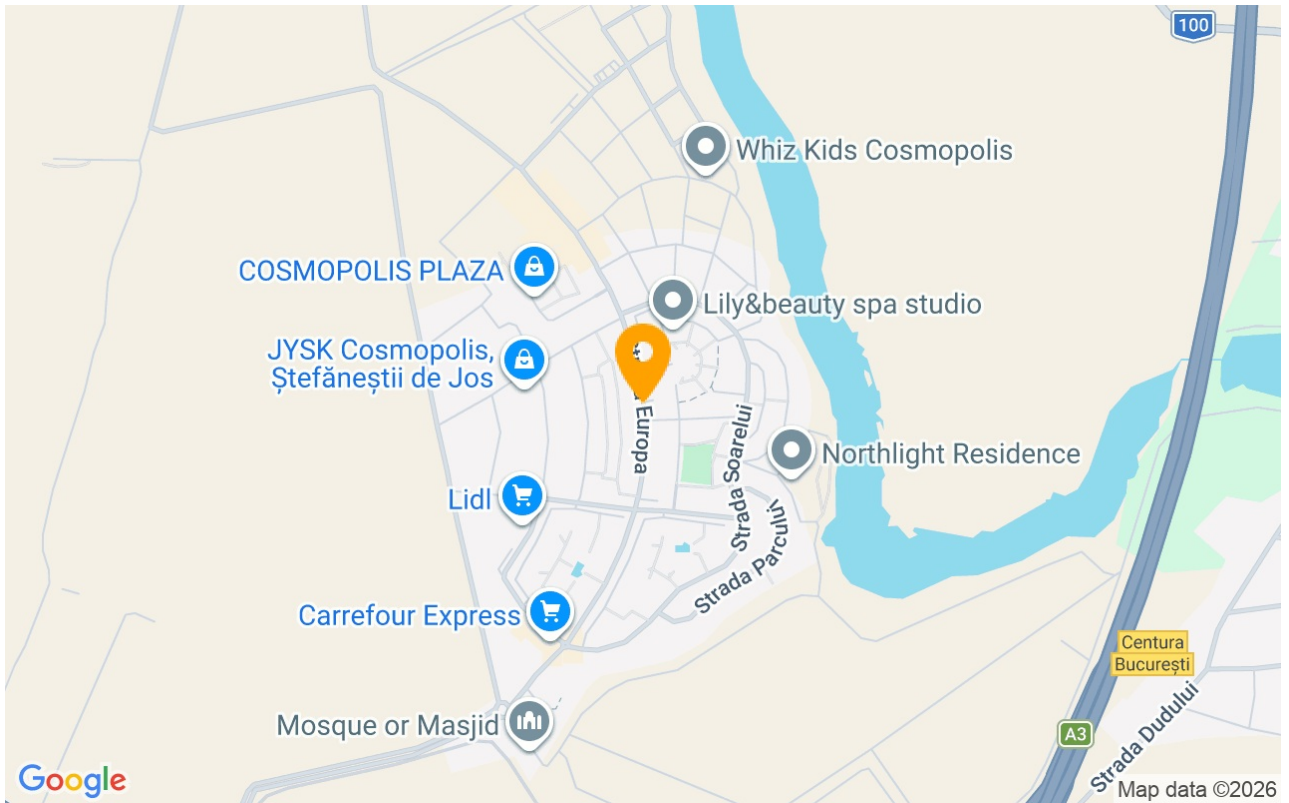 100
Whiz Kids Cosmopolis
COSMOPOLIS PLAZA
Lily&beauty spa studio
JYSK Cosmopolis,
Ștefăneștii de Jos
Europa
Strada Soarelui
Northlight Residence
Lidl
Strada Parcului
Carrefour Express
Centura
București
Mosque or Masjid
A3
Strada Dudului
Google
Map data ©2026